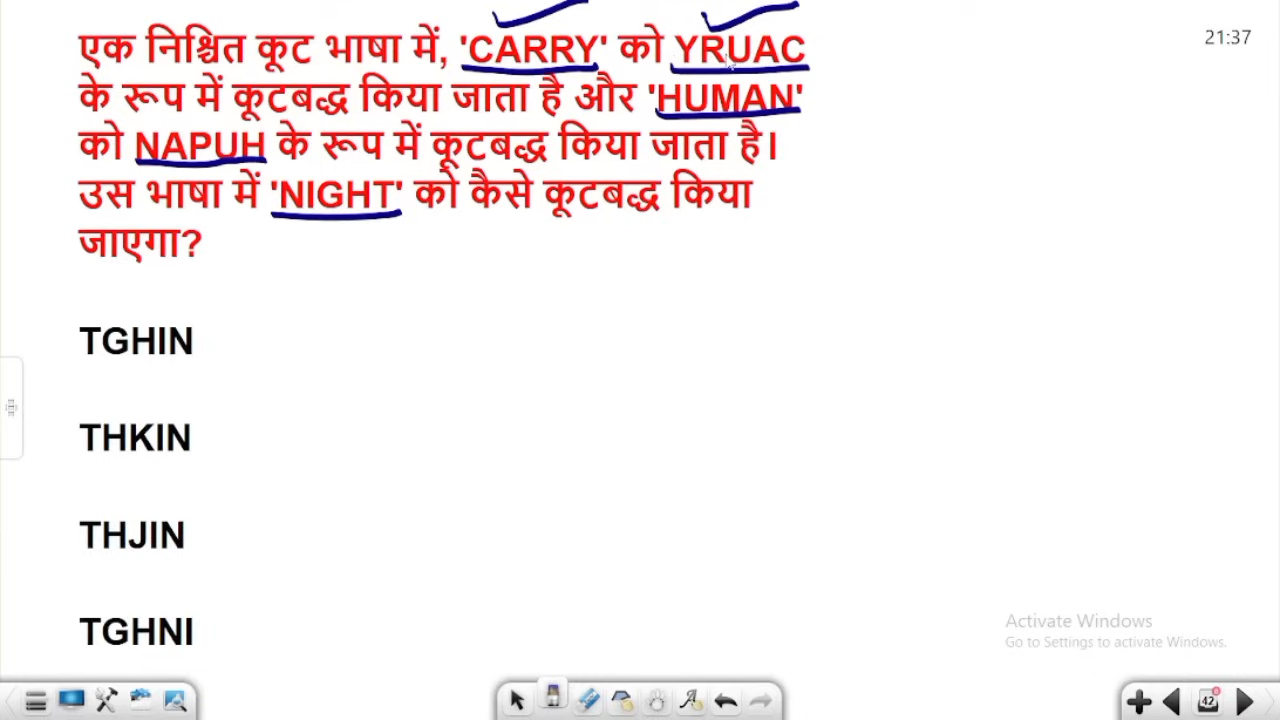 21:37
एक निश्चित कूट भाषा में, 'CARRY' को YRUAC
के रूप में कूटबद्ध किया जाता है और 'HUMAN'
को NAPUH के रूप में कूटबद्ध किया जाता है।
उस भाषा में 'NIGHT' को कैसे कूटबद्ध किया
जाएगा?
TGHIN
THKIN
THJIN
TGHNI
Activate Windows
Go to Settings to activate Windows.
42